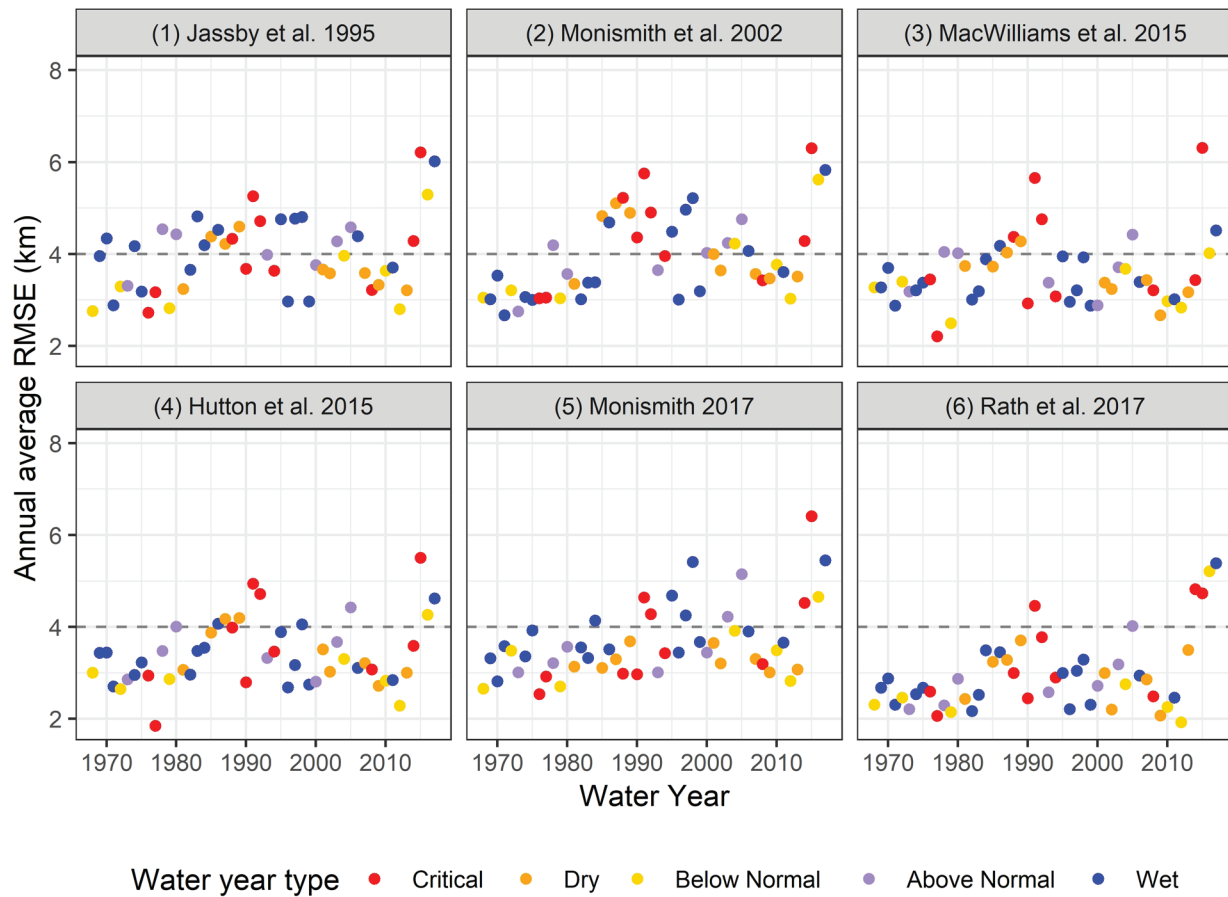 (1) Jassby et al. 1995 (2) Monismith et al. 2002 (3) MacWilliams et al. 2015
8
6
4
2
(4) Hutton et al. 2015 (5) Monismith 2017 (6) Rath et al. 2017
8
6
4
2
Annual average RMSE (km)
1970 1980 1990 2000 2010 1970 1980 1990 2000 2010 1970 1980 1990 2000 2010
Water Year
Water year type Critical Dry Below Normal Above Normal Wet